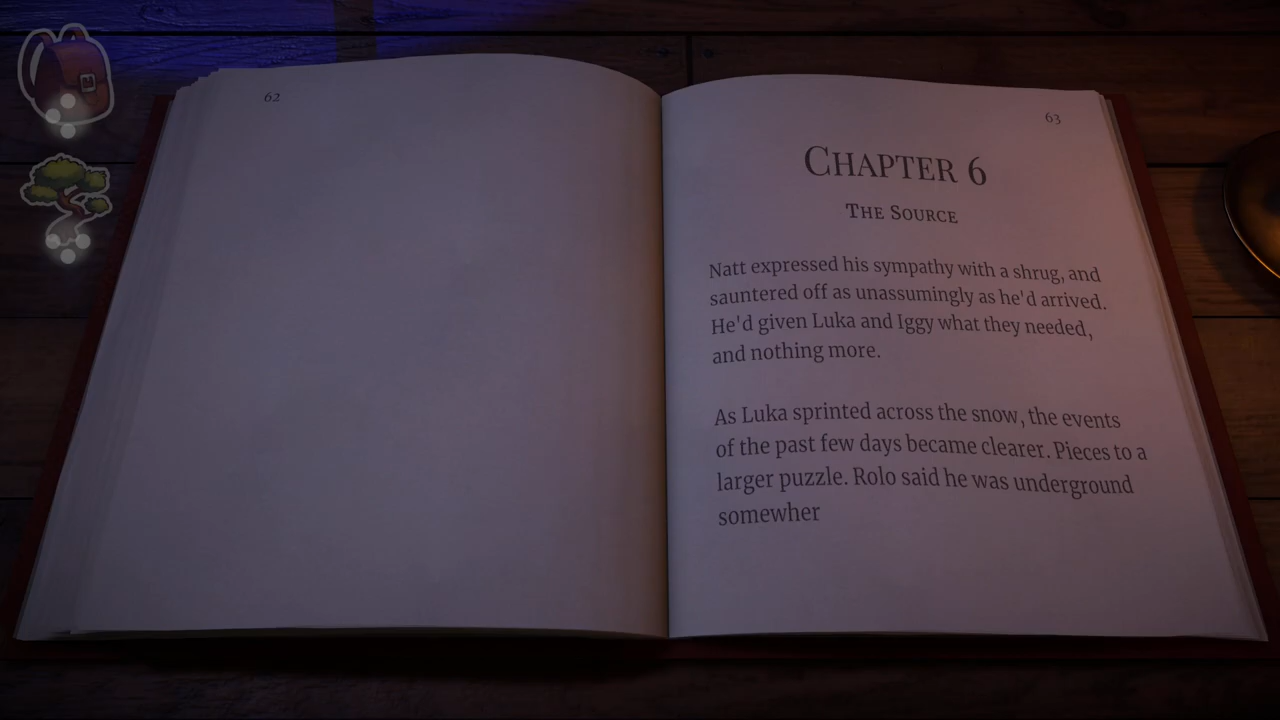 62
63
Chapter 6
The Source
Natt expressed his sympathy with a shrug, and
sauntered off as unassumingly as he'd arrived.
He'd given Luka and Iggy what they needed,
and nothing more.
As Luka sprinted across the snow, the events
of the past few days became clearer. Pieces to a
larger puzzle. Rolo said he was underground
somewher